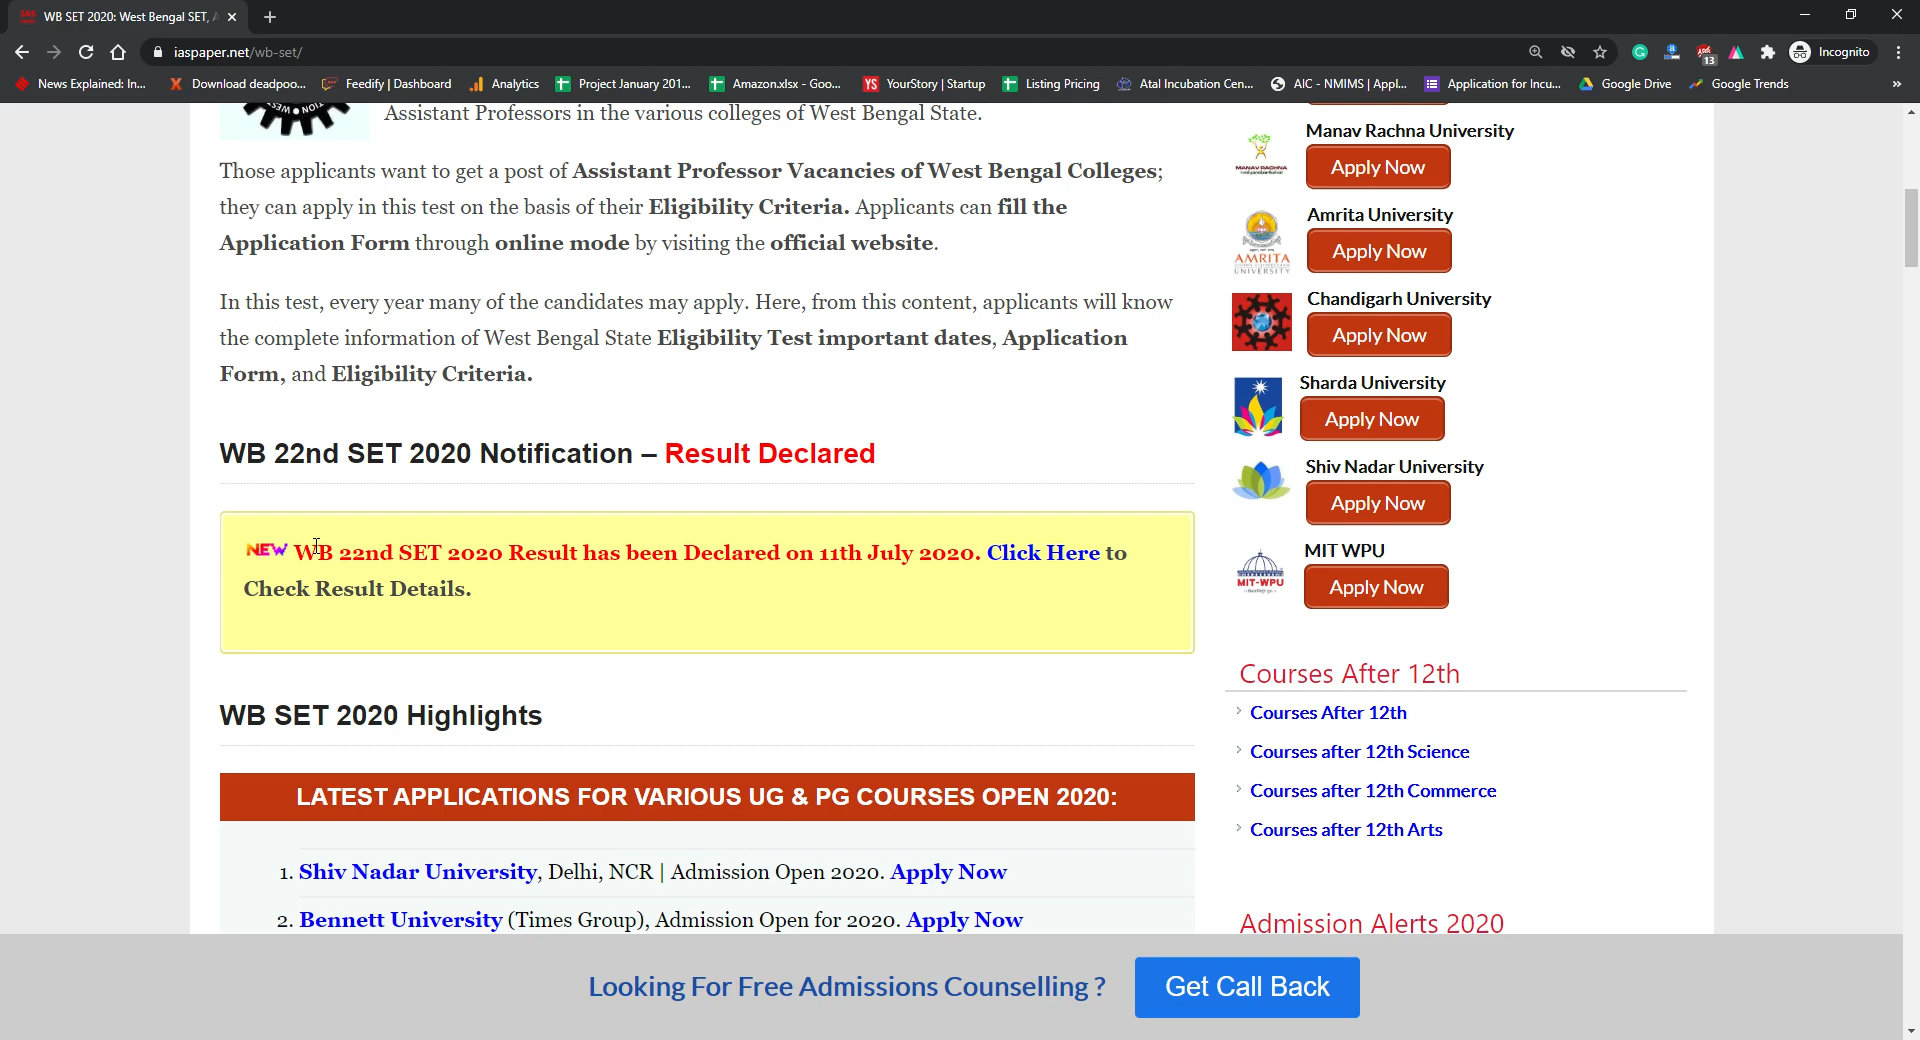 WB SET 2020: West Bengal SET, A
iaspaper.net/wb-set/
13
Incognito
News Explained: In...
Download deadpoo...
Feedify | Dashboard
Analytics
Project January 201...
Amazon.xlsx - Goo...
YS YourStory | Startup
Listing Pricing
Atal Incubation Cen...
AIC - NMIMS | Appl...
Application for Incu...
Google Drive
Google Trends
»
Assistant Professors in the various colleges of West Bengal State.
Those applicants want to get a post of Assistant Professor Vacancies of West Bengal Colleges;
they can apply in this test on the basis of their Eligibility Criteria. Applicants can fill the
Application Form through online mode by visiting the official website.
In this test, every year many of the candidates may apply. Here, from this content, applicants will know
the complete information of West Bengal State Eligibility Test important dates, Application
Form, and Eligibility Criteria.
WB 22nd SET 2020 Notification – Result Declared
NEW WB 22nd SET 2020 Result has been Declared on 11th July 2020. Click Here to
Check Result Details.
WB SET 2020 Highlights
LATEST APPLICATIONS FOR VARIOUS UG & PG COURSES OPEN 2020:
1. Shiv Nadar University, Delhi, NCR | Admission Open 2020. Apply Now
2. Bennett University (Times Group), Admission Open for 2020. Apply Now
Manav Rachna University
MANAV RACHNA
Apply Now
Amrita University
AMRITA
UNIVERSITY
Apply Now
Chandigarh University
Apply Now
Sharda University
Apply Now
Shiv Nadar University
Apply Now
MIT WPU
MIT-WPU
Apply Now
Courses After 12th
Courses After 12th
Courses after 12th Science
Courses after 12th Commerce
Courses after 12th Arts
Admission Alerts 2020
Looking For Free Admissions Counselling ?
Get Call Back